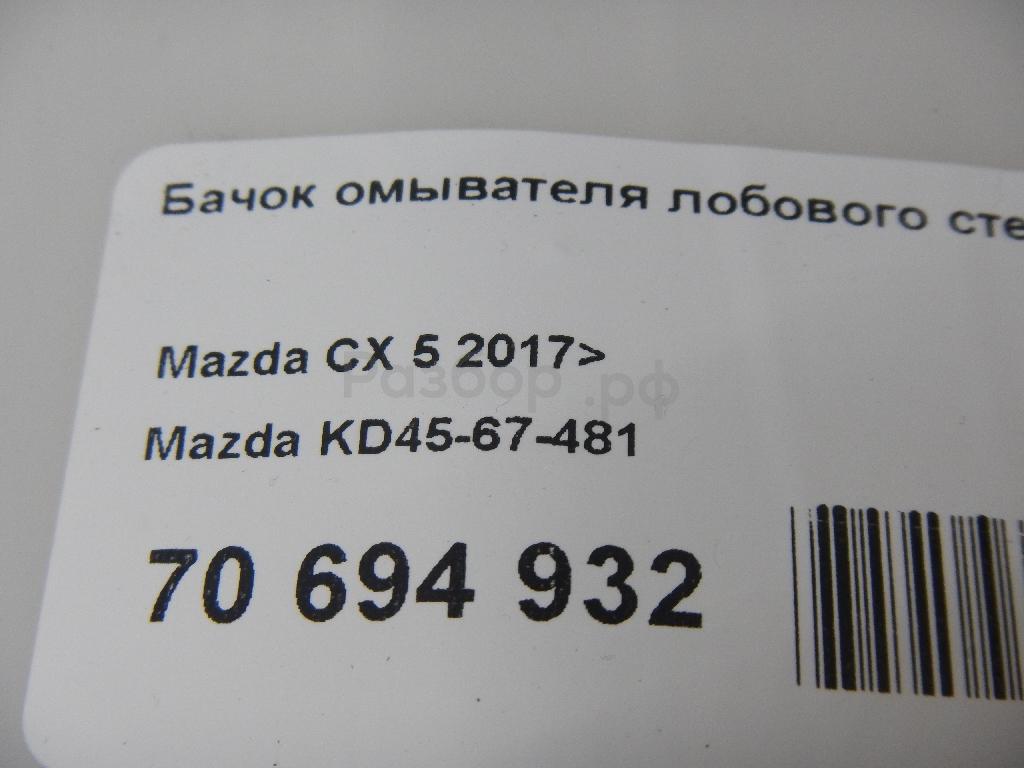 Бачок омывателя лобового сте
Mazda CX 5 2017>
Разбор.рф
Mazda KD45-67-481
70 694 932